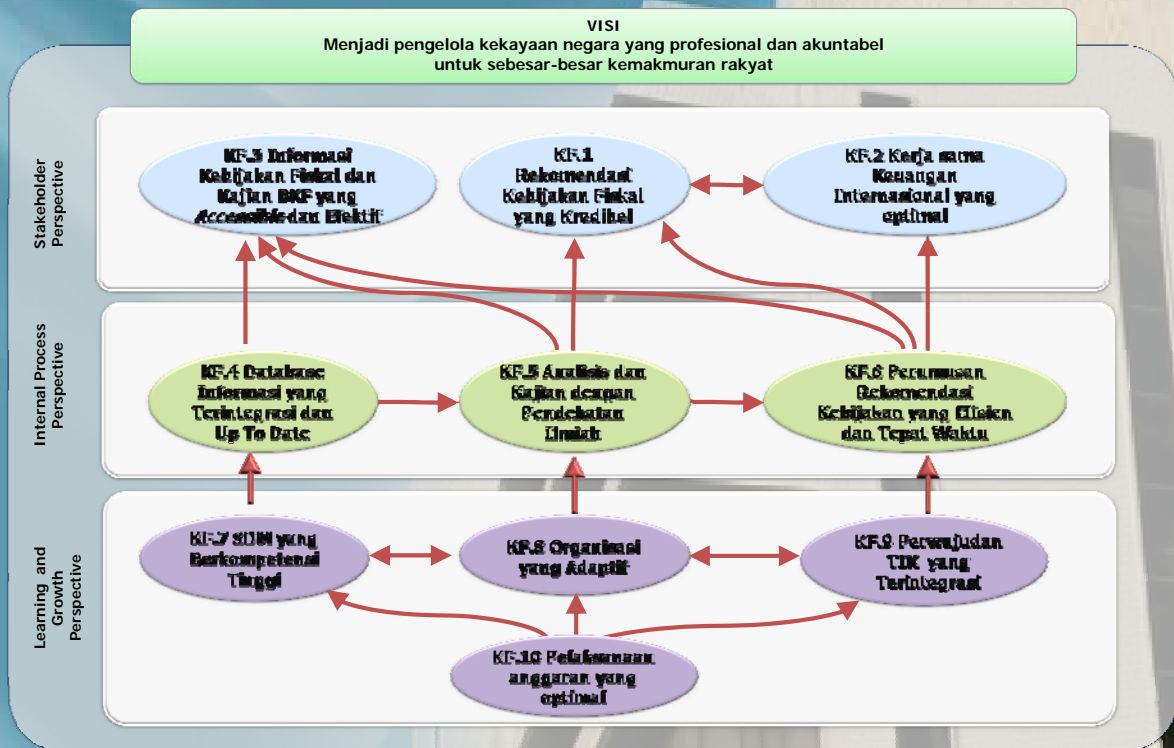 VISI
Menjadi pengelola kekayaan negara yang profesional dan akuntabel
untuk sebesar-besar kemakmuran rakyat
Stakeholder
Perspective
KF.3 Informasi
Kebijakan Fiskal dan
Kajian BKF yang
Accessible dan Efektif
KF.1
Rekomendasi
Kebijakan Fiskal
yang Kredibel
KF.2 Kerja sama
Keuangan
Internasional yang
optimal
Internal Process
Perspective
KF.4 Database
Informasi yang
Terintegrasi dan
Up To Date
KF.5 Analisis dan
Kajian dengan
Pendekatan
Ilmiah
KF.6 Perumusan
Rekomendasi
Kebijakan yang Efisien
dan Tepat Waktu
Learning and
Growth
Perspective
KF.7 SDM yang
Berkompetensi
Tinggi
KF.8 Organisasi
yang Adaptif
KF.9 Perwujudan
TIK yang
Terintegrasi
KF.10 Pelaksanaan
anggaran yang
optimal